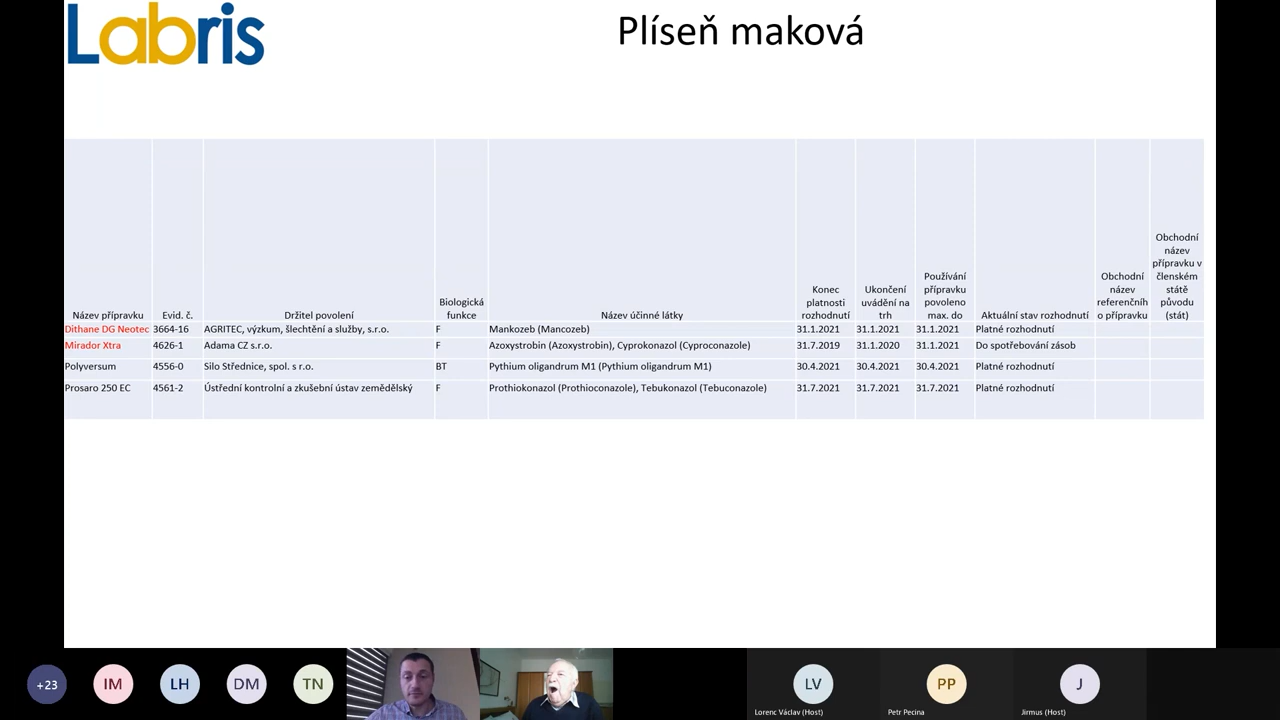 Labris
Plíseň maková
Název přípravku
Evid. č.
Držitel povolení
Biologická
funkce
Název účinné látky
Konec
platnosti
rozhodnutí
Ukončení
uvádění na
trh
Používání
přípravku
povoleno
max. do
Aktuální stav rozhodnutí
Obchodní
název
referenčníh
o přípravku
Obchodní
název
přípravku v
členském
státě
původu
(stát)
Dithane DG Neotec 3664-16 AGRITEC, výzkum, šlechtění a služby, s.r.o. F Mankozeb (Mancozeb) 31.1.2021 31.1.2021 31.1.2021 Platné rozhodnutí
Mirador Xtra 4626-1 Adama CZ s.r.o. F Azoxystrobin (Azoxystrobin), Cyprokonazol (Cyproconazole) 31.7.2019 31.1.2020 31.1.2021 Do spotřebování zásob
Polyversum 4556-0 Silo Střednice, spol. s r.o. BT Pythium oligandrum M1 (Pythium oligandrum M1) 30.4.2021 30.4.2021 30.4.2021 Platné rozhodnutí
Prosaro 250 EC 4561-2 Ústřední kontrolní a zkušební ústav zemědělský F Prothiokonazol (Prothioconazole), Tebukonazol (Tebuconazole) 31.7.2021 31.7.2021 31.7.2021 Platné rozhodnutí
+23 IM LH DM TN LV PP J
Lorenc Václav (Host) Petr Pecina Jirmus (Host)